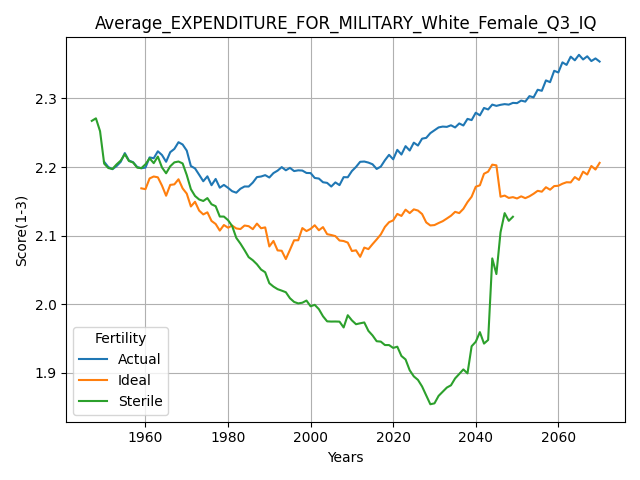 Average_EXPENDITURE_FOR_MILITARY_White_Female_Q3_IQ
Score(1-3)
2.3
2.2
2.1
2.0
1.9
Fertility
Actual
Ideal
Sterile
1960 1980 2000 2020 2040 2060
Years